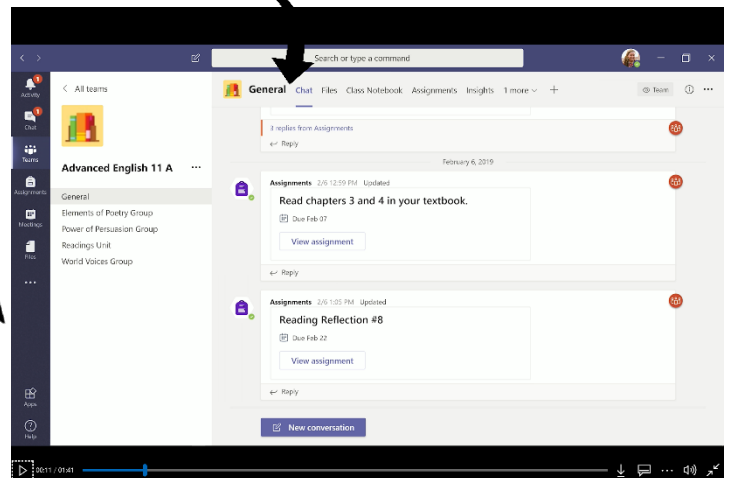 Search or type a command
Activity
Chat
Teams
Assignments
Meetings
Files
Apps
Help
All teams
Advanced English 11 A
General
Elements of Poetry Group
Power of Persuasion Group
Readings Unit
World Voices Group
General Chat Files Class Notebook Assignments Insights 1 more
Team
3 replies from Assignments
Reply
February 6, 2019
Assignments 2/6 12:59 PM Updated
Read chapters 3 and 4 in your textbook.
Due Feb 07
View assignment
Reply
Assignments 2/6 1:05 PM Updated
Reading Reflection #8
Due Feb 22
View assignment
Reply
New conversation
00:11 / 01:41